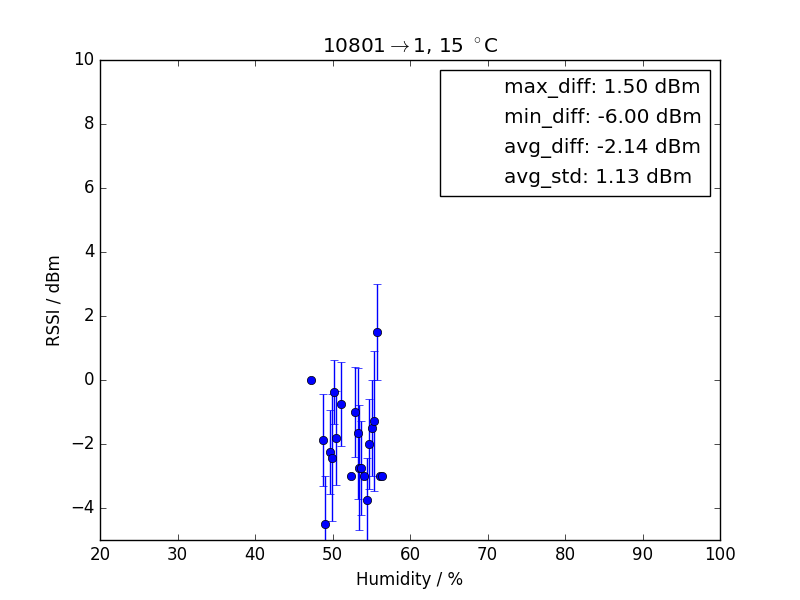 10801→1, 15 °C
max_diff: 1.50 dBm
min_diff: -6.00 dBm
avg_diff: -2.14 dBm
avg_std: 1.13 dBm
10
8
6
4
2
0
−2
−4
RSSI / dBm
20 30 40 50 60 70 80 90 100
Humidity / %